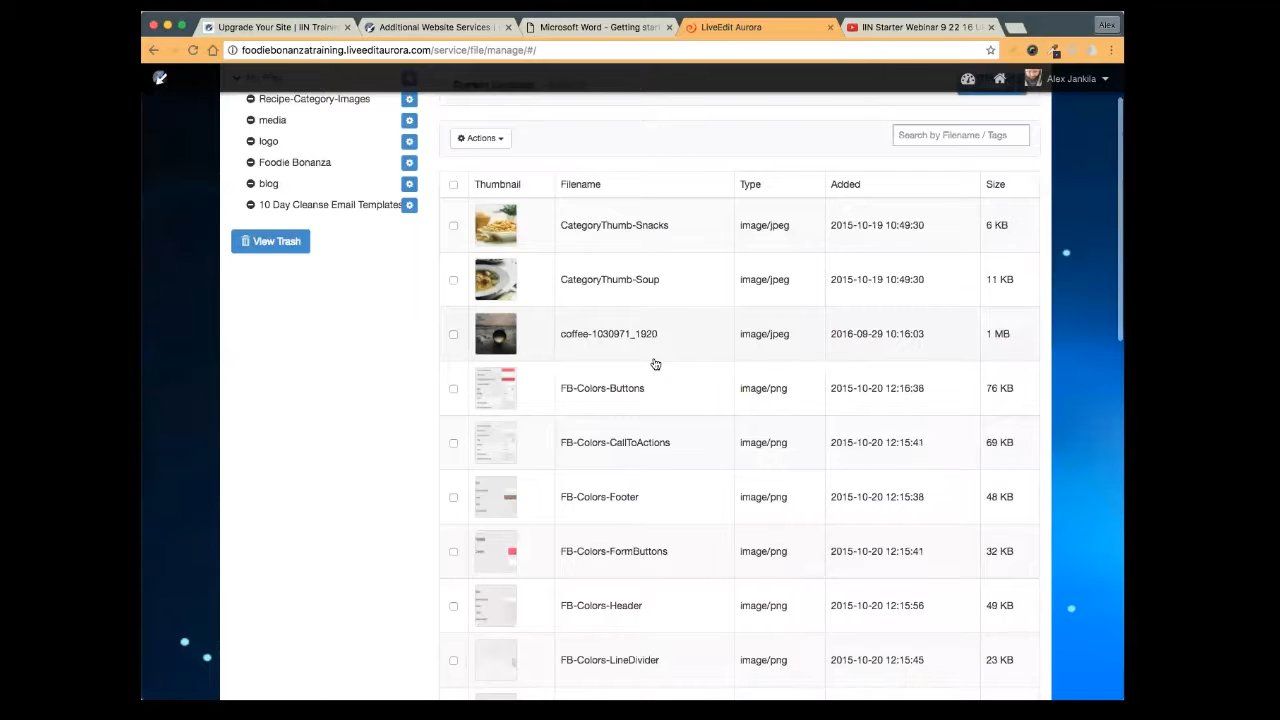 Upgrade Your Site | IIN Trainin
Additional Website Services |
Microsoft Word - Getting star
LiveEdit Aurora
IIN Starter Webinar 9 22 16 U
Alex
foodiebonanzatraining.liveeditaurora.com/service/file/manage/#/
Alex Jankila
Recipe-Category-Images
media
logo
Foodie Bonanza
blog
10 Day Cleanse Email Templates
View Trash
Actions
Search by Filename / Tags
Thumbnail Filename Type Added Size
CategoryThumb-Snacks image/jpeg 2015-10-19 10:49:30 6 KB
CategoryThumb-Soup image/jpeg 2015-10-19 10:49:30 11 KB
coffee-1030971_1920 image/jpeg 2016-09-29 10:16:03 1 MB
FB-Colors-Buttons image/png 2015-10-20 12:16:38 76 KB
FB-Colors-CallToActions image/png 2015-10-20 12:15:41 69 KB
FB-Colors-Footer image/png 2015-10-20 12:15:38 48 KB
FB-Colors-FormButtons image/png 2015-10-20 12:15:41 32 KB
FB-Colors-Header image/png 2015-10-20 12:15:56 49 KB
FB-Colors-LineDivider image/png 2015-10-20 12:15:45 23 KB